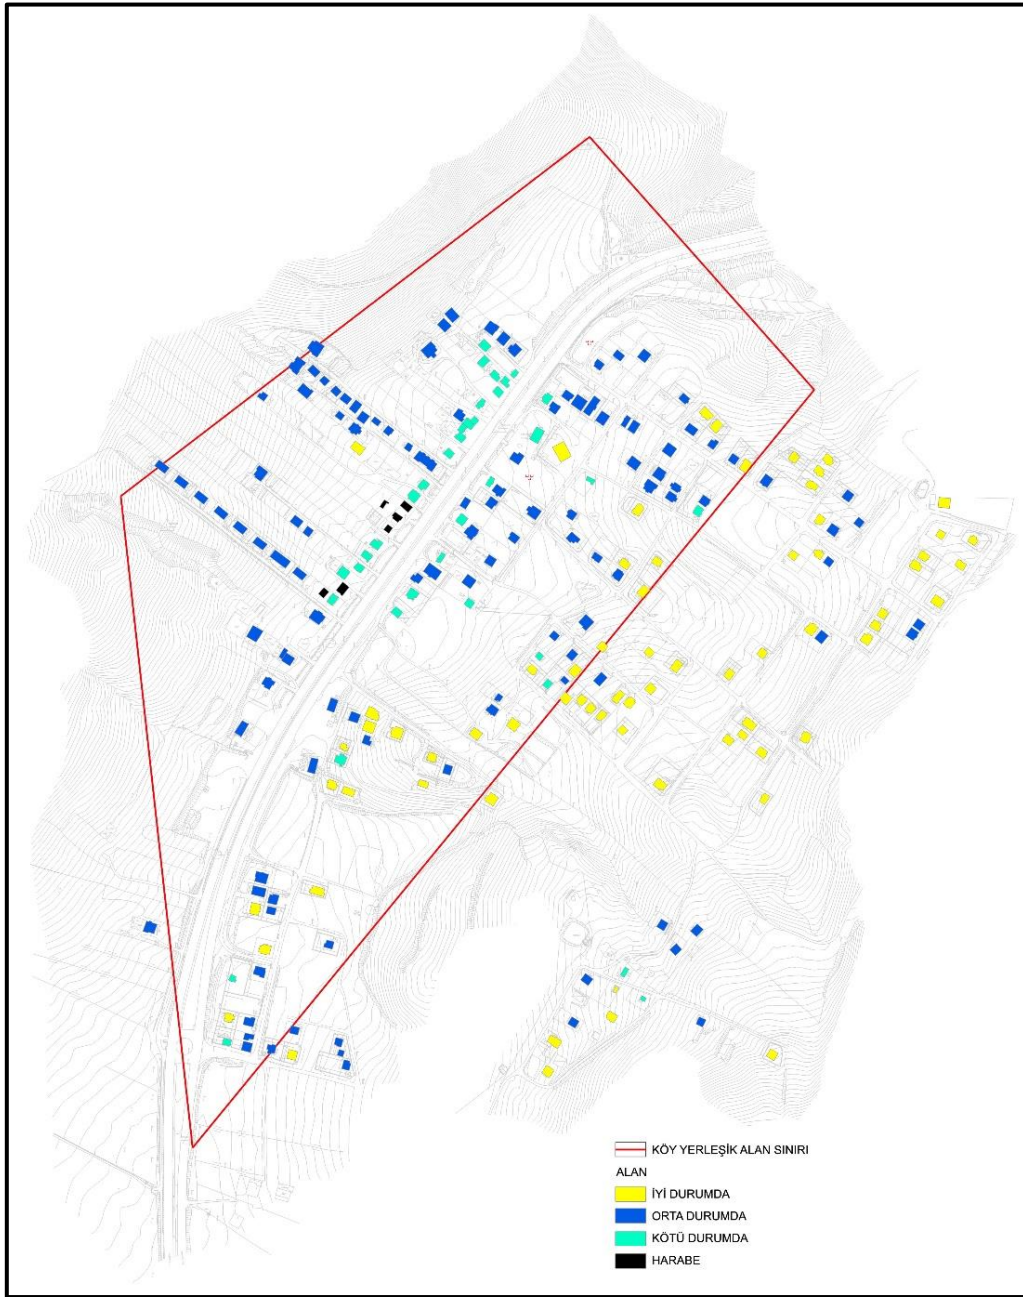 KÖY YERLEŞİK ALAN SINIRI
ALAN
İYİ DURUMDA
ORTA DURUMDA
KÖTÜ DURUMDA
HARABE